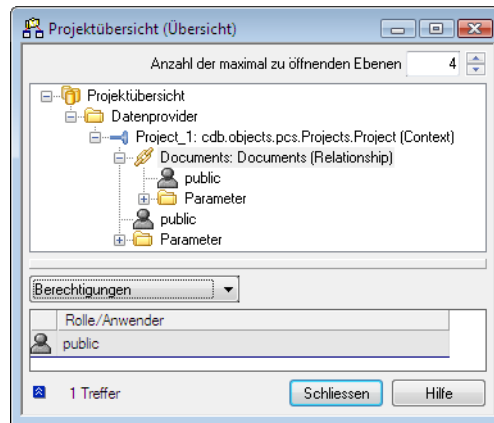 Projektübersicht (Übersicht)
Anzahl der maximal zu öffnenden Ebenen 4
Projektübersicht
Datenprovider
Project_1: cdb.objects.pcs.Projects.Project (Context)
Documents: Documents (Relationship)
public
Parameter
public
Parameter
Berechtigungen
Rolle/Anwender
public
1 Treffer Schliessen Hilfe